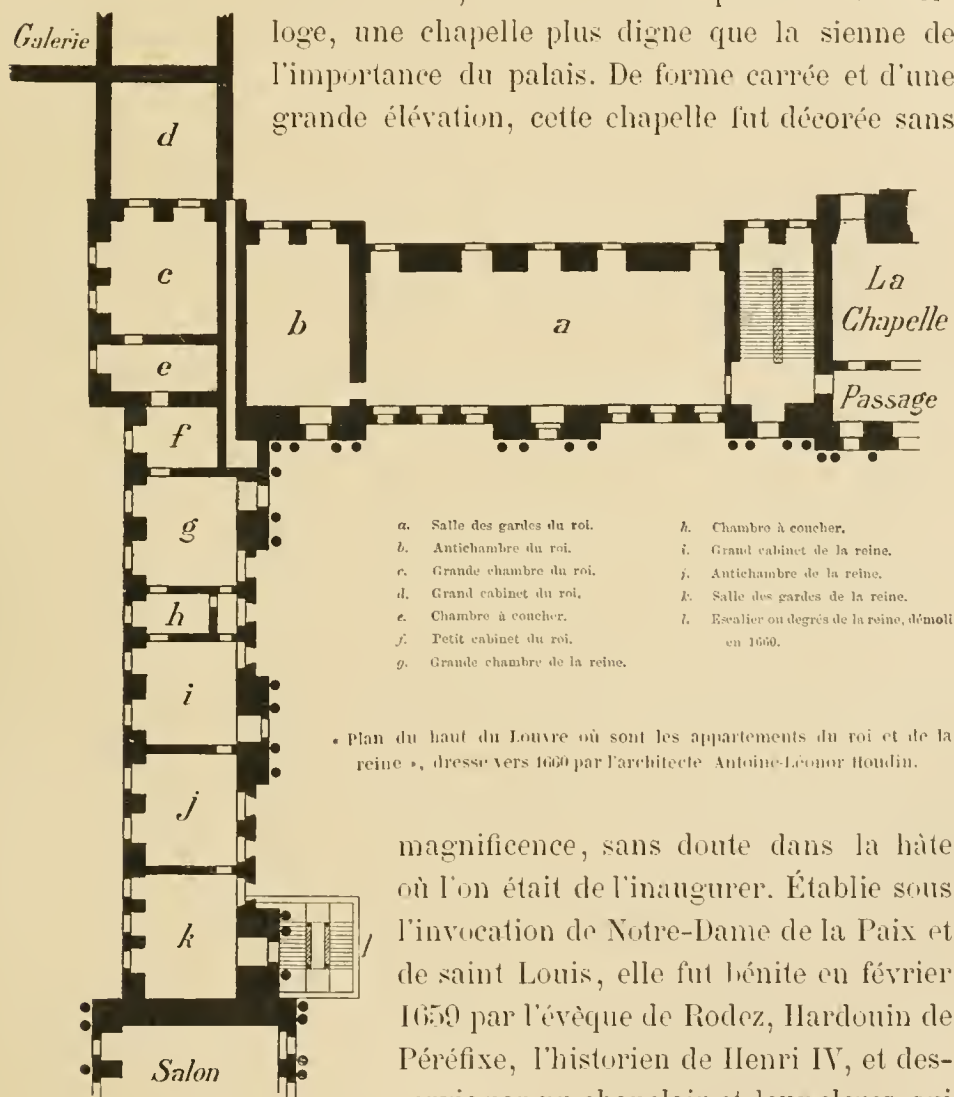 loge, une chapelle plus digne que la sienne de
l'importance du palais. De forme carrée et d'une
grande élévation, cette chapelle fut décorée sans
Galerie
d
c
b
a
La
Chapelle
e
Passage
f
g
h
i
j
k
l
Salon
a. Salle des gardes du roi.
b. Antichambre du roi.
c. Grande chambre du roi.
d. Grand cabinet du roi.
e. Chambre à coucher.
f. Petit cabinet du roi.
g. Grande chambre de la reine.
h. Chambre à coucher.
i. Grand cabinet de la reine.
j. Antichambre de la reine.
k. Salle des gardes de la reine.
l. Escalier ou degrés de la reine, démoli
en 1660.
« Plan du haut du Louvre où sont les appartements du roi et de la
reine », dressé vers 1660 par l'architecte Antoine-Léonor Houdin.
magnificence, sans doute dans la hâte
où l'on était de l'inaugurer. Établie sous
l'invocation de Notre-Dame de la Paix et
de saint Louis, elle fut bénite en février
1659 par l'évêque de Rodez, Hardouin de
Péréfixe, l'historien de Henri IV, et des-